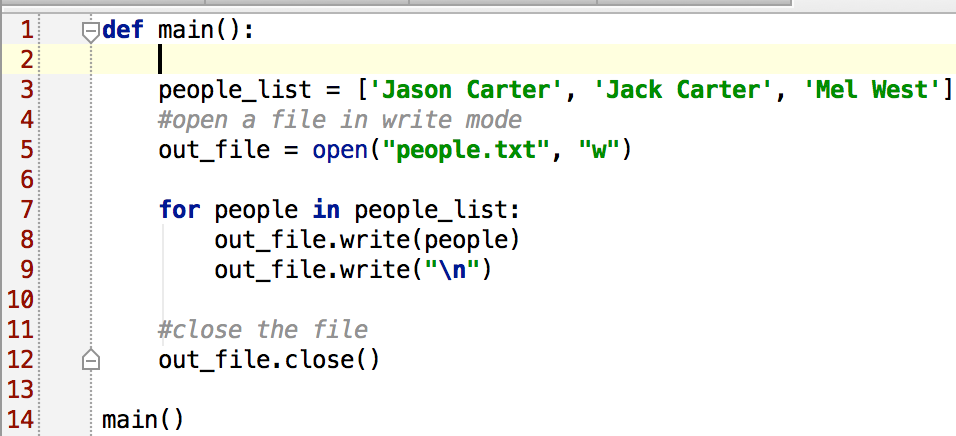 1 def main():
2
3 people_list = ['Jason Carter', 'Jack Carter', 'Mel West']
4 #open a file in write mode
5 out_file = open("people.txt", "w")
6
7 for people in people_list:
8 out_file.write(people)
9 out_file.write("\n")
10
11 #close the file
12 out_file.close()
13
14 main()